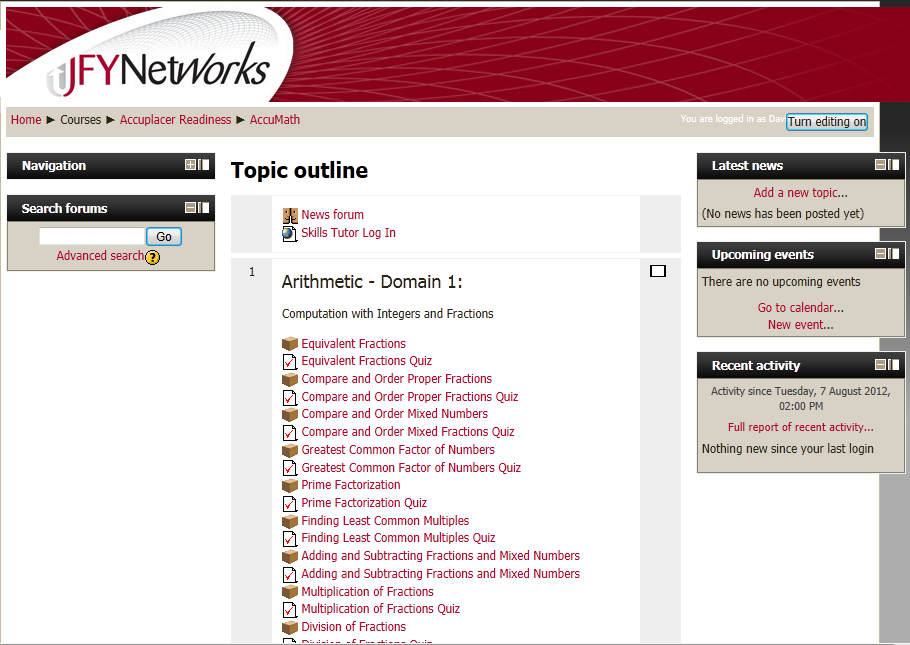 JFYNetWorks
Home ► Courses ► Accuplacer Readiness ► AccuMath
You are logged in as Dav
Turn editing on
Navigation
Search forums
Go
Advanced search
?
Topic outline
News forum
Skills Tutor Log In
1
Arithmetic - Domain 1:
Computation with Integers and Fractions
Equivalent Fractions
Equivalent Fractions Quiz
Compare and Order Proper Fractions
Compare and Order Proper Fractions Quiz
Compare and Order Mixed Numbers
Compare and Order Mixed Fractions Quiz
Greatest Common Factor of Numbers
Greatest Common Factor of Numbers Quiz
Prime Factorization
Prime Factorization Quiz
Finding Least Common Multiples
Finding Least Common Multiples Quiz
Adding and Subtracting Fractions and Mixed Numbers
Adding and Subtracting Fractions and Mixed Numbers
Multiplication of Fractions
Multiplication of Fractions Quiz
Division of Fractions
Division of Fractions Quiz
Latest news
Add a new topic...
(No news has been posted yet)
Upcoming events
There are no upcoming events
Go to calendar...
New event...
Recent activity
Activity since Tuesday, 7 August 2012,
02:00 PM
Full report of recent activity...
Nothing new since your last login